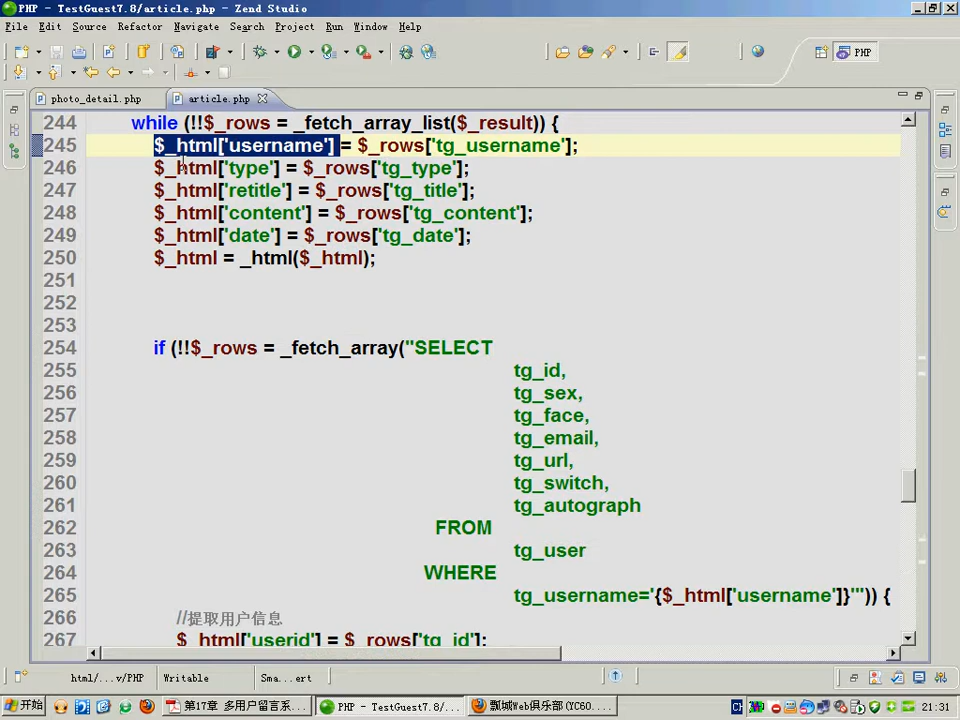 PHP - TestGuest7.8/article.php - Zend Studio
File Edit Source Refactor Navigate Search Project Run Window Help
PHP
photo_detail.php article.php
244 while (!!$_rows = _fetch_array_list($_result)) {
245 $_html['username'] = $_rows['tg_username'];
246 $_html['type'] = $_rows['tg_type'];
247 $_html['retitle'] = $_rows['tg_title'];
248 $_html['content'] = $_rows['tg_content'];
249 $_html['date'] = $_rows['tg_date'];
250 $_html = _html($_html);
251
252
253
254 if (!!$_rows = _fetch_array("SELECT
255 tg_id,
256 tg_sex,
257 tg_face,
258 tg_email,
259 tg_url,
260 tg_switch,
261 tg_autograph
262 FROM
263 tg_user
264 WHERE
265 tg_username='{$_html['username']}'")) {
266 //提取用户信息
267 $_html['userid'] = $_rows['tg_id'];
html/...v/PHP Writable Sma...ert
开始 第17章 多用户留言系... PHP - TestGuest7.8/... 瓢城Web俱乐部(YC60... CH 21:31